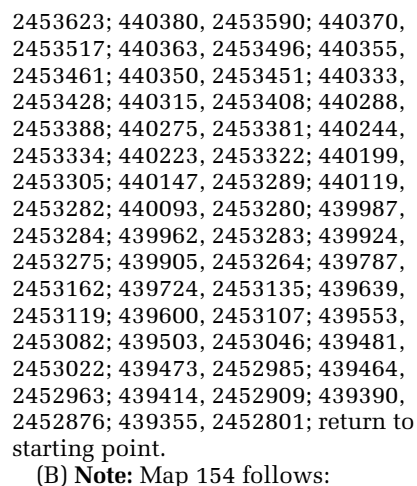 2453623; 440380, 2453590; 440370,
2453517; 440363, 2453496; 440355,
2453461; 440350, 2453451; 440333,
2453428; 440315, 2453408; 440288,
2453388; 440275, 2453381; 440244,
2453334; 440223, 2453322; 440199,
2453305; 440147, 2453289; 440119,
2453282; 440093, 2453280; 439987,
2453284; 439962, 2453283; 439924,
2453275; 439905, 2453264; 439787,
2453162; 439724, 2453135; 439639,
2453119; 439600, 2453107; 439553,
2453082; 439503, 2453046; 439481,
2453022; 439473, 2452985; 439464,
2452963; 439414, 2452909; 439390,
2452876; 439355, 2452801; return to
starting point.
(B) Note: Map 154 follows: